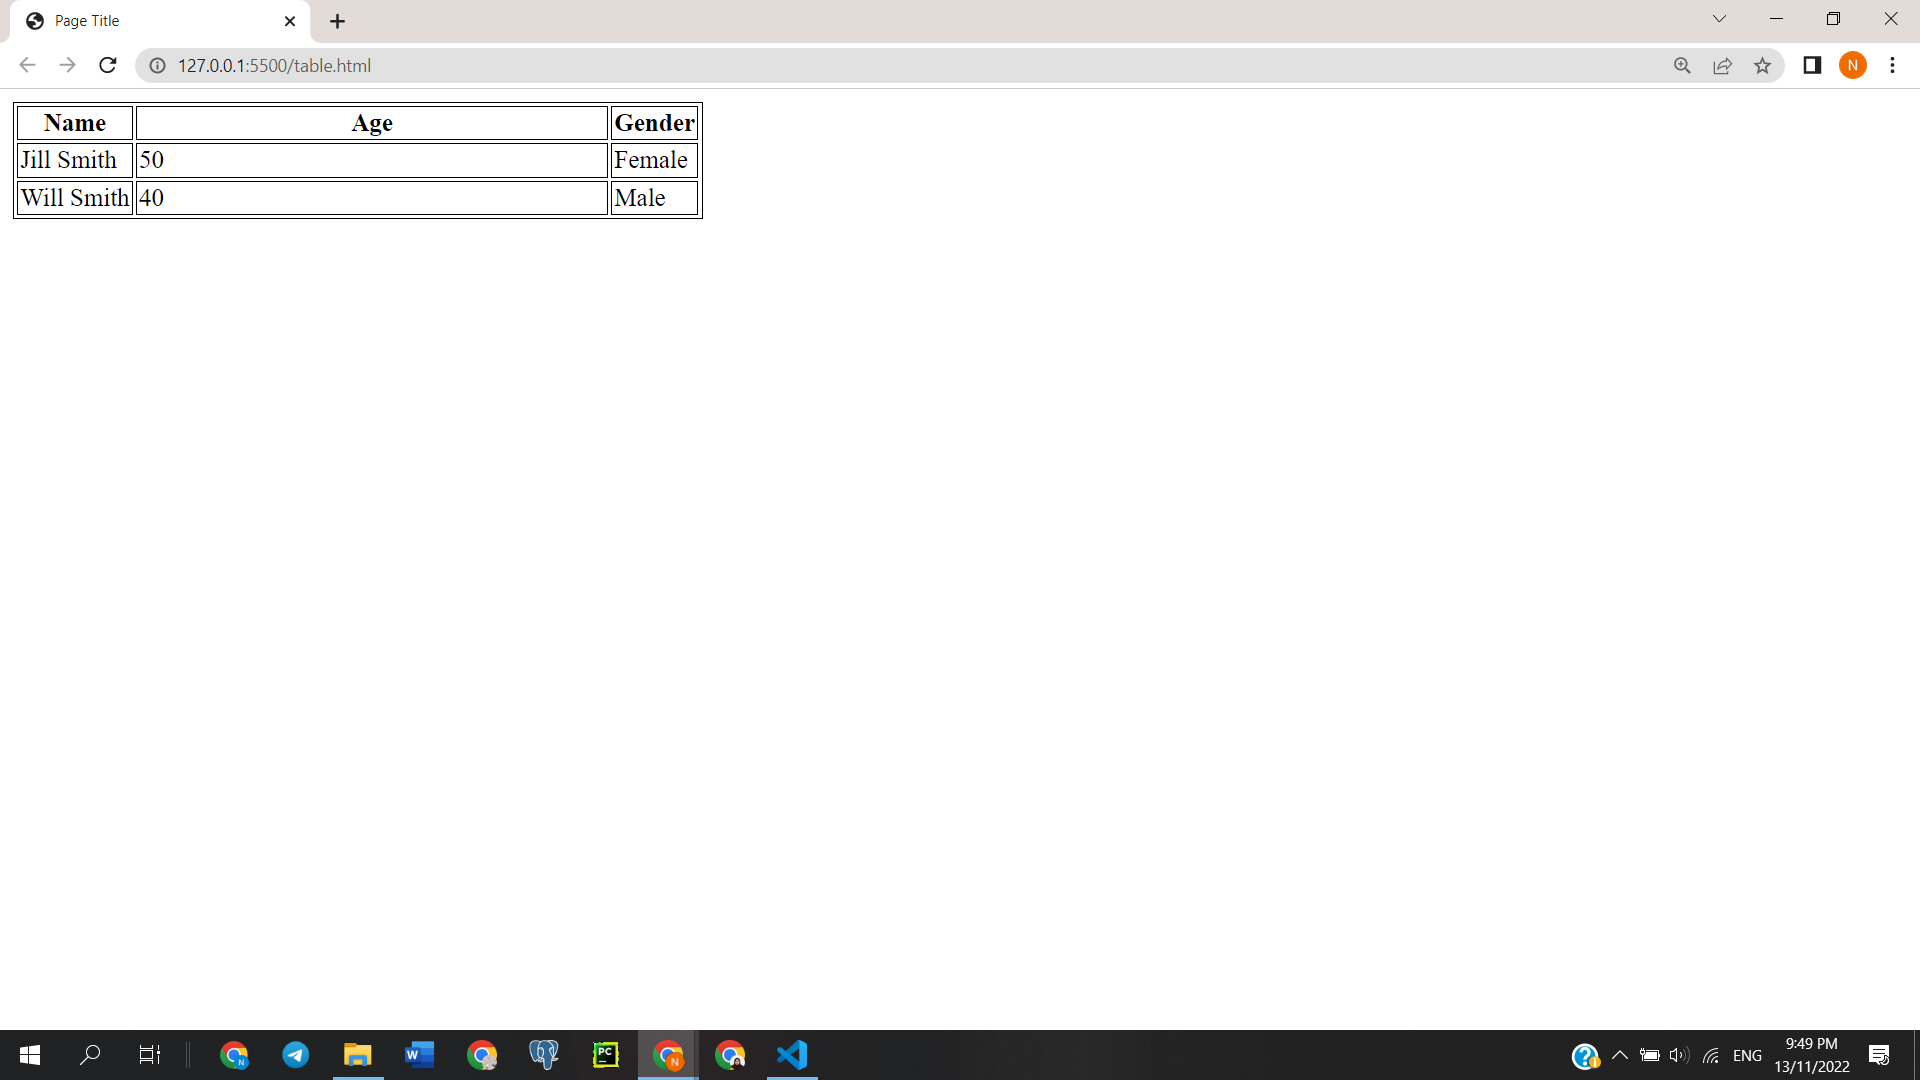 Page Title
127.0.0.1:5500/table.html
N
Name Age Gender
Jill Smith 50 Female
Will Smith 40 Male
N
W
PC
N
ENG
9:49 PM
13/11/2022